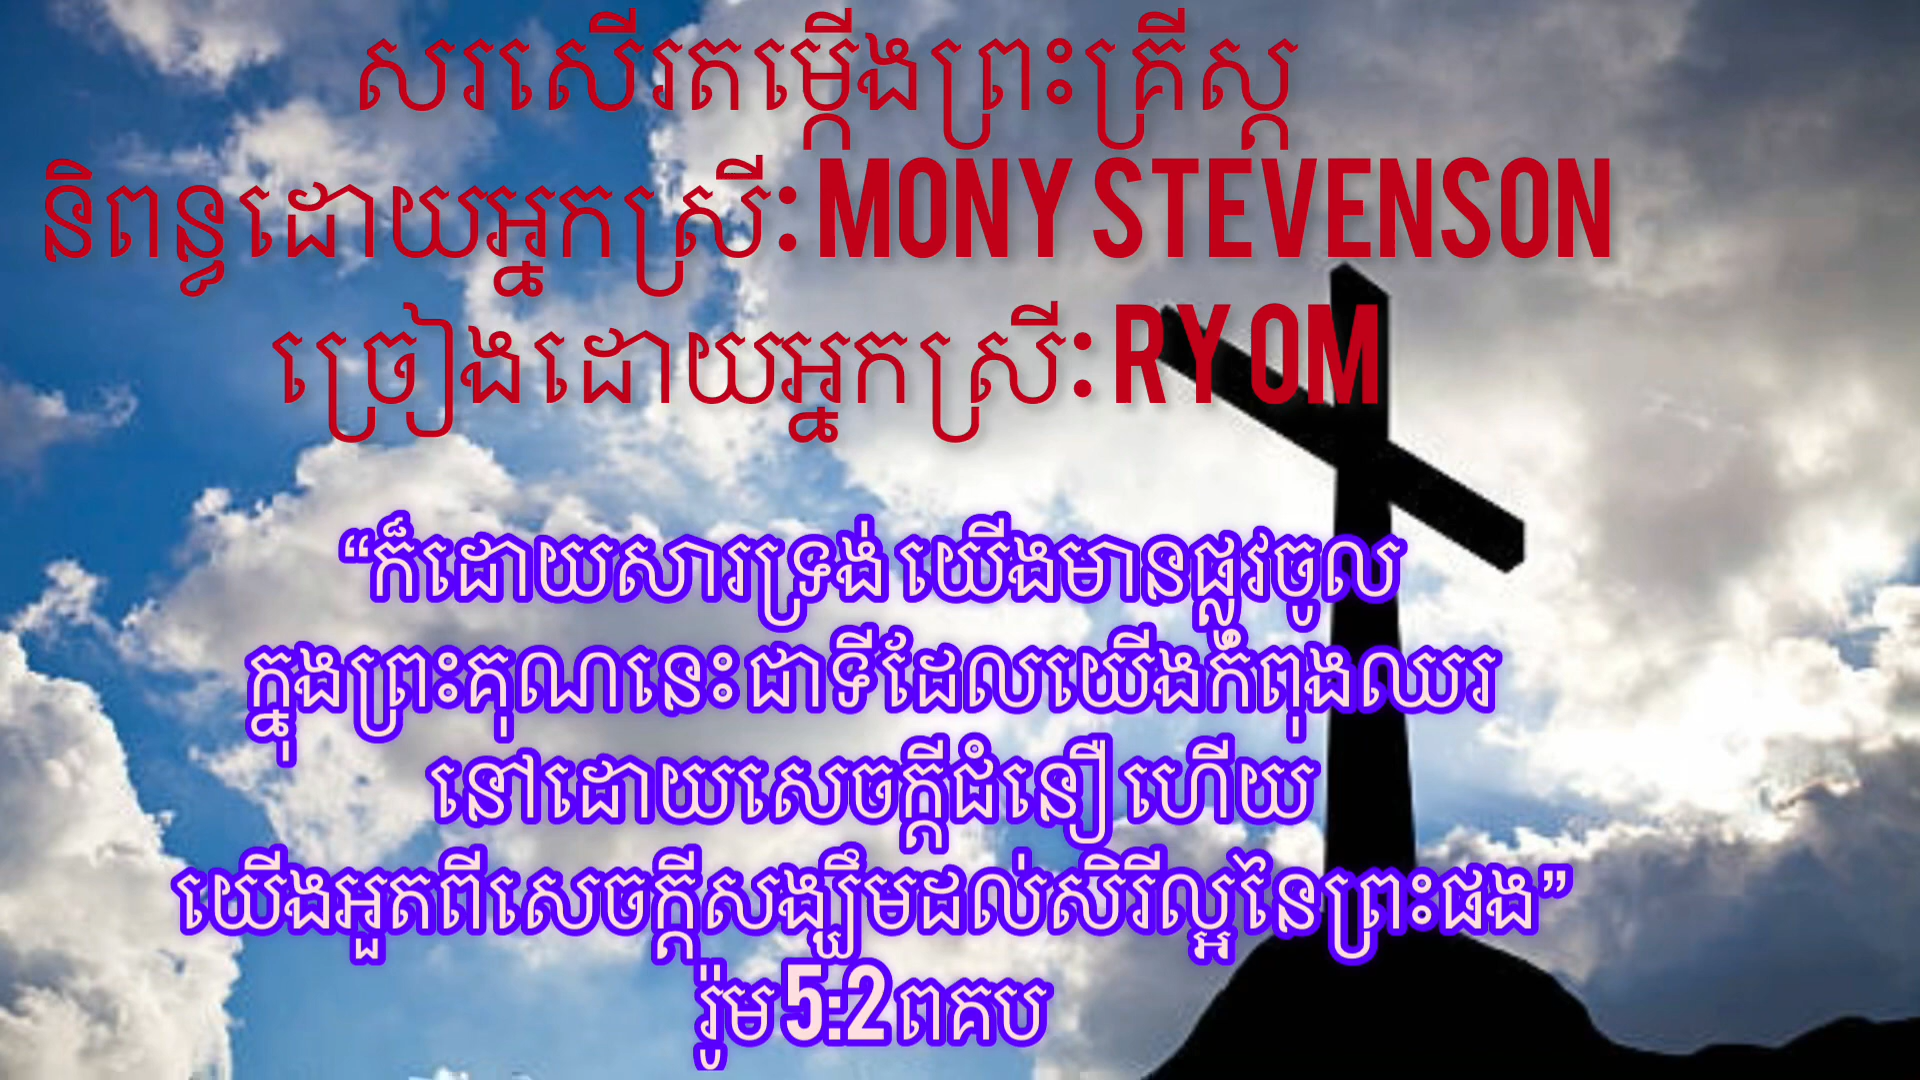 សរសើរតម្កើងព្រះគ្រីស្ត
និពន្ធដោយអ្នកស្រី: MONY STEVENSON
ច្រៀងដោយអ្នកស្រី: RY OM
“ក៏ដោយសារទ្រង់ យើងមានផ្លូវចូល
ក្នុងព្រះគុណនេះជាទីដែលយើងកំពុងឈរ
នៅដោយសេចក្ដីជំនឿ ហើយ
យើងអួតពីសេចក្ដីសង្ឃឹមដល់សិរីល្អនៃព្រះផង”
រ៉ូម 5:2 ពគប